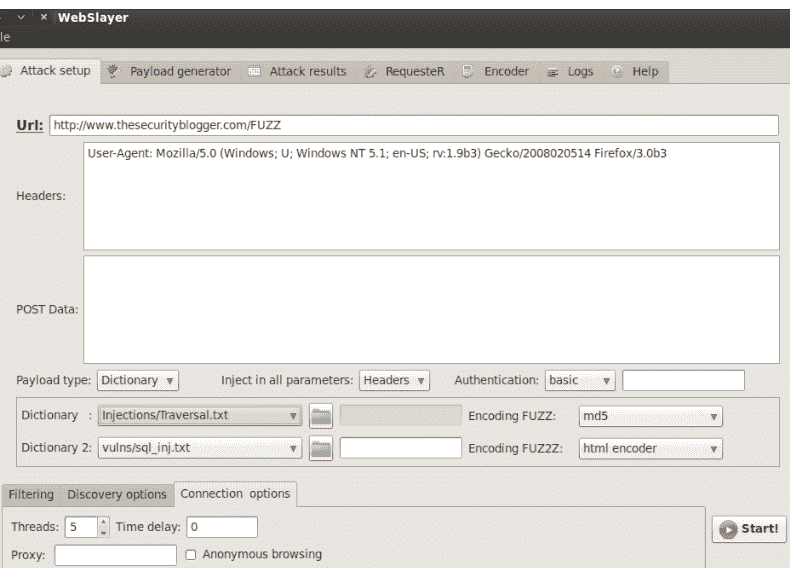 WebSlayer
le
Attack setup Payload generator Attack results RequesteR Encoder Logs Help
Url: http://www.thesecurityblogger.com/FUZZ
Headers: User-Agent: Mozilla/5.0 (Windows; U; Windows NT 5.1; en-US; rv:1.9b3) Gecko/2008020514 Firefox/3.0b3
POST Data:
Payload type: Dictionary Inject in all parameters: Headers Authentication: basic
Dictionary : Injections/Traversal.txt Encoding FUZZ: md5
Dictionary 2: vulns/sql_inj.txt Encoding FUZ2Z: html encoder
Filtering Discovery options Connection options
Threads: 5 Time delay: 0 Start!
Proxy: Anonymous browsing